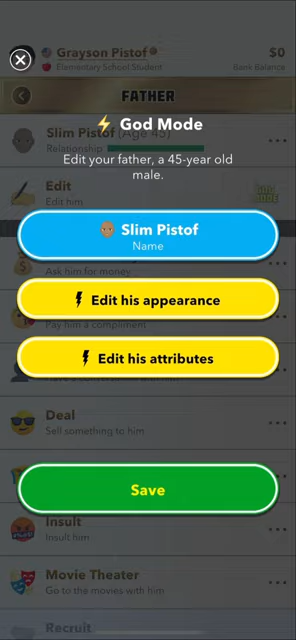 Grayson Pistof
$0
Elementary School Student
Bank Balance
FATHER
God Mode
Slim Pistof (Age 45)
Relationship
Edit your father, a 45-year old
male.
Edit
Edit him
GOD
MODE
Slim Pistof
Name
Ask him for money
Edit his appearance
Pay him a compliment
Edit his attributes
Deal
Sell something to him
Save
Insult
Insult him
Movie Theater
Go to the movies with him
Recruit